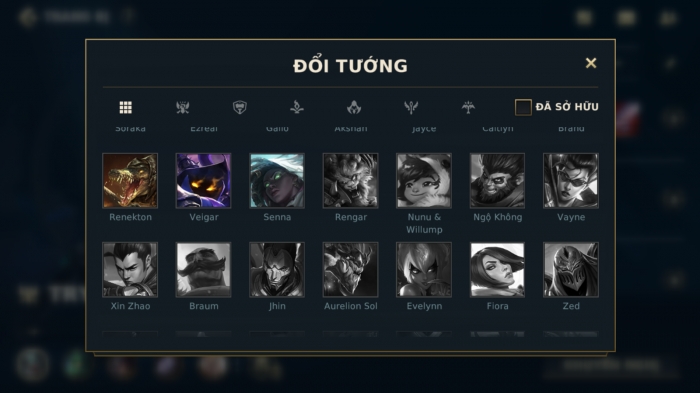 ĐỔI TƯỚNG
ĐÃ SỞ HỮU
Soraka Ezreal Galio Akshan Jayce Caitlyn Brand
Renekton Veigar Senna Rengar Nunu & Willump Ngộ Không Vayne
Xin Zhao Braum Jhin Aurelion Sol Evelynn Fiora Zed